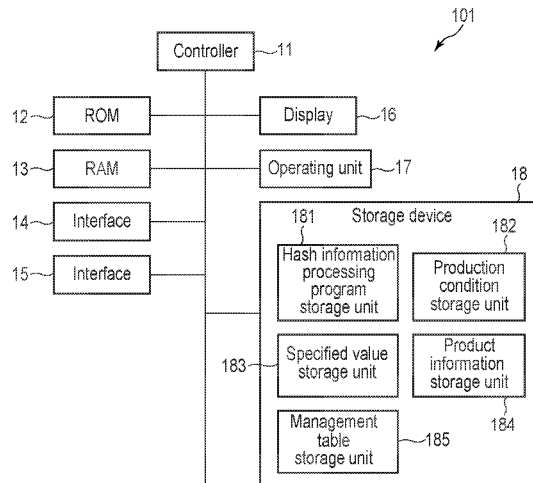 101
Controller
11
12
ROM
Display
16
13
RAM
Operating unit
17
14
Interface
18
Storage device
15
Interface
181
Hash information
processing
program
storage unit
182
Production
condition
storage unit
183
Specified value
storage unit
Product
information
storage unit
184
Management
table
storage unit
185